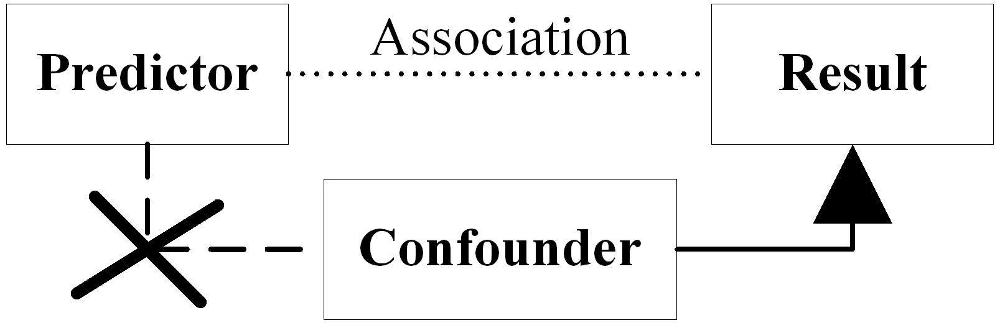 Association
Predictor
Result
Confounder